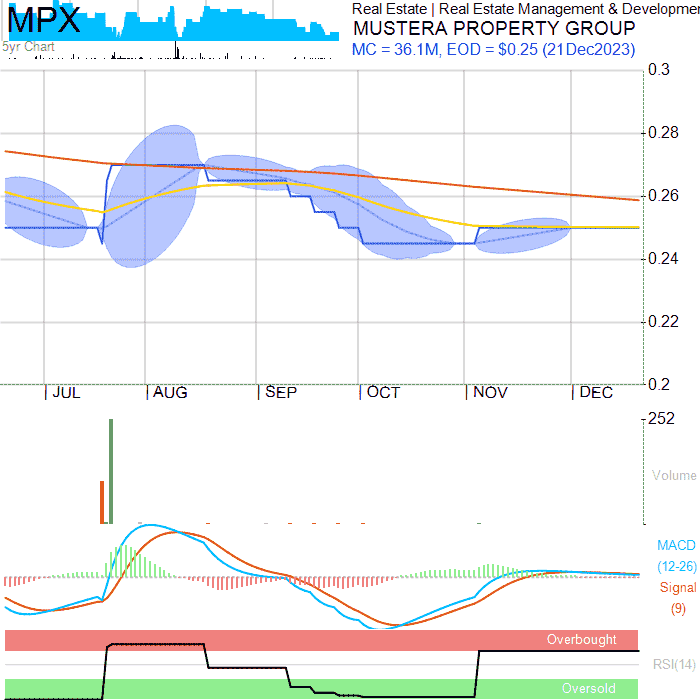 MPX
Real Estate | Real Estate Management & Developmen
MUSTERA PROPERTY GROUP
MC = 36.1M, EOD = $0.25 (21Dec2023)
5yr Chart
0.3
0.28
0.26
0.24
0.22
0.2
JUL
AUG
SEP
OCT
NOV
DEC
252
Volume
MACD
(12-26)
Signal
(9)
Overbought
RSI(14)
Oversold